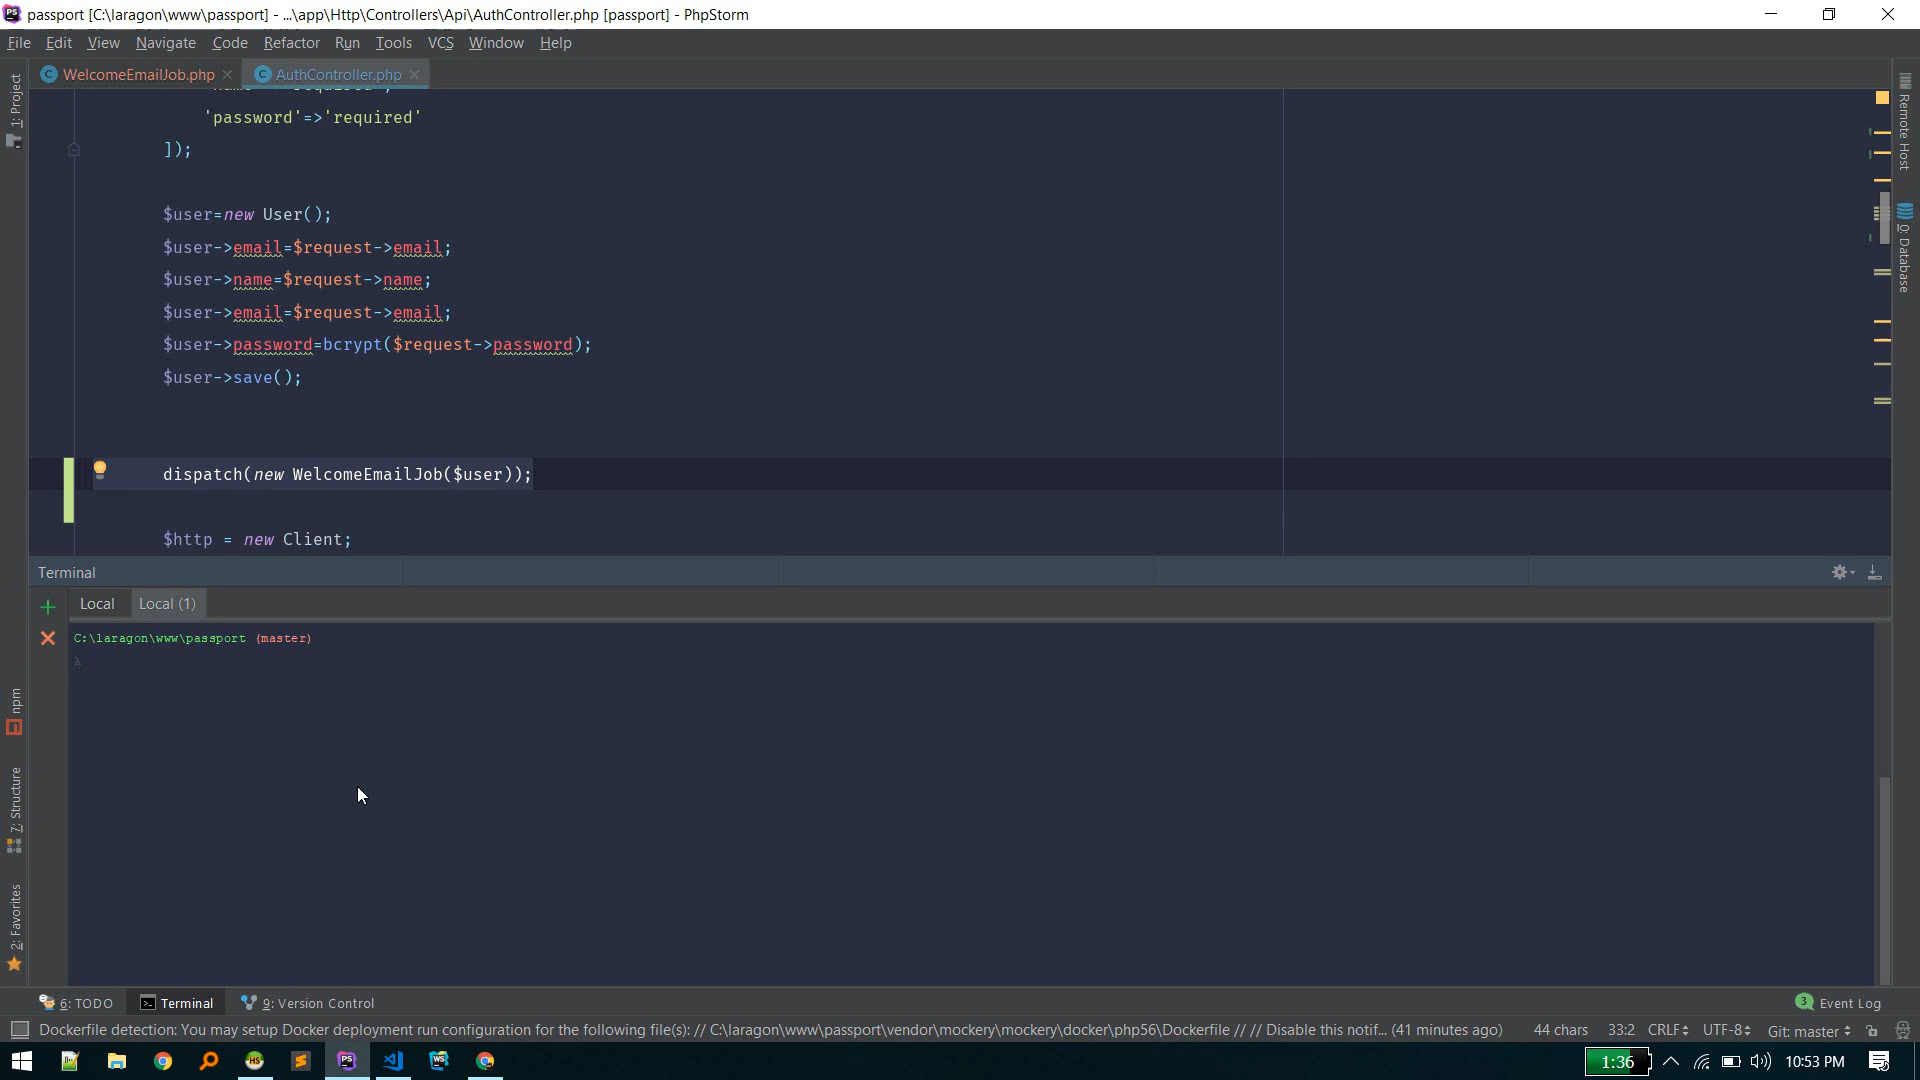 passport [C:\laragon\www\passport] - ...\app\Http\Controllers\Api\AuthController.php [passport] - PhpStorm
File Edit View Navigate Code Refactor Run Tools VCS Window Help
WelcomeEmailJob.php AuthController.php
'password'=>'required'
]);
$user=new User();
$user->email=$request->email;
$user->name=$request->name;
$user->email=$request->email;
$user->password=bcrypt($request->password);
$user->save();
dispatch(new WelcomeEmailJob($user));
$http = new Client;
Terminal
Local Local (1)
C:\laragon\www\passport (master)
λ
1: Project
npm
7: Structure
2: Favorites
Remote Host
0: Database
6: TODO Terminal 9: Version Control 3 Event Log
Dockerfile detection: You may setup Docker deployment run configuration for the following file(s): // C:\laragon\www\passport\vendor\mockery\mockery\docker\php56\Dockerfile // // Disable this notif... (41 minutes ago) 44 chars 33:2 CRLF UTF-8 Git: master
1:36 10:53 PM